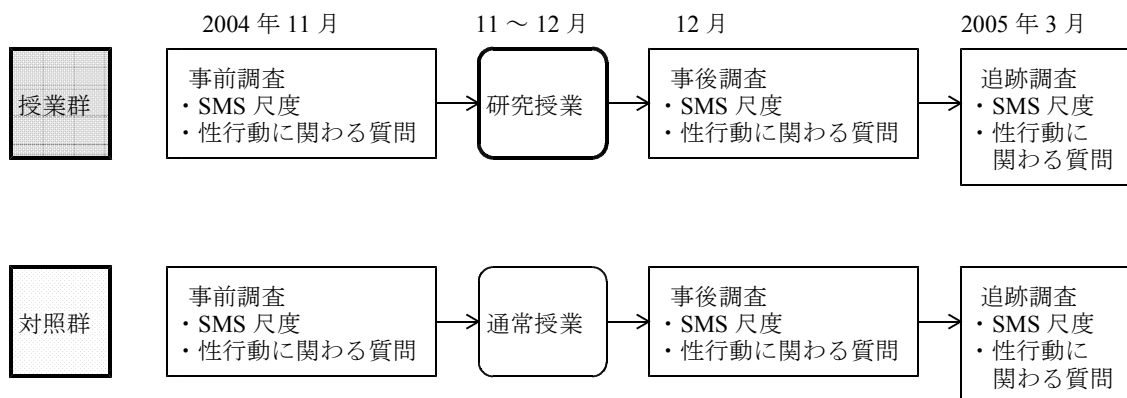 2004 年 11 月
11 ～ 12 月
12 月
2005 年 3 月
授業群
事前調査
・SMS 尺度
・性行動に関わる質問
研究授業
事後調査
・SMS 尺度
・性行動に関わる質問
追跡調査
・SMS 尺度
・性行動に
関わる質問
対照群
事前調査
・SMS 尺度
・性行動に関わる質問
通常授業
事後調査
・SMS 尺度
・性行動に関わる質問
追跡調査
・SMS 尺度
・性行動に
関わる質問